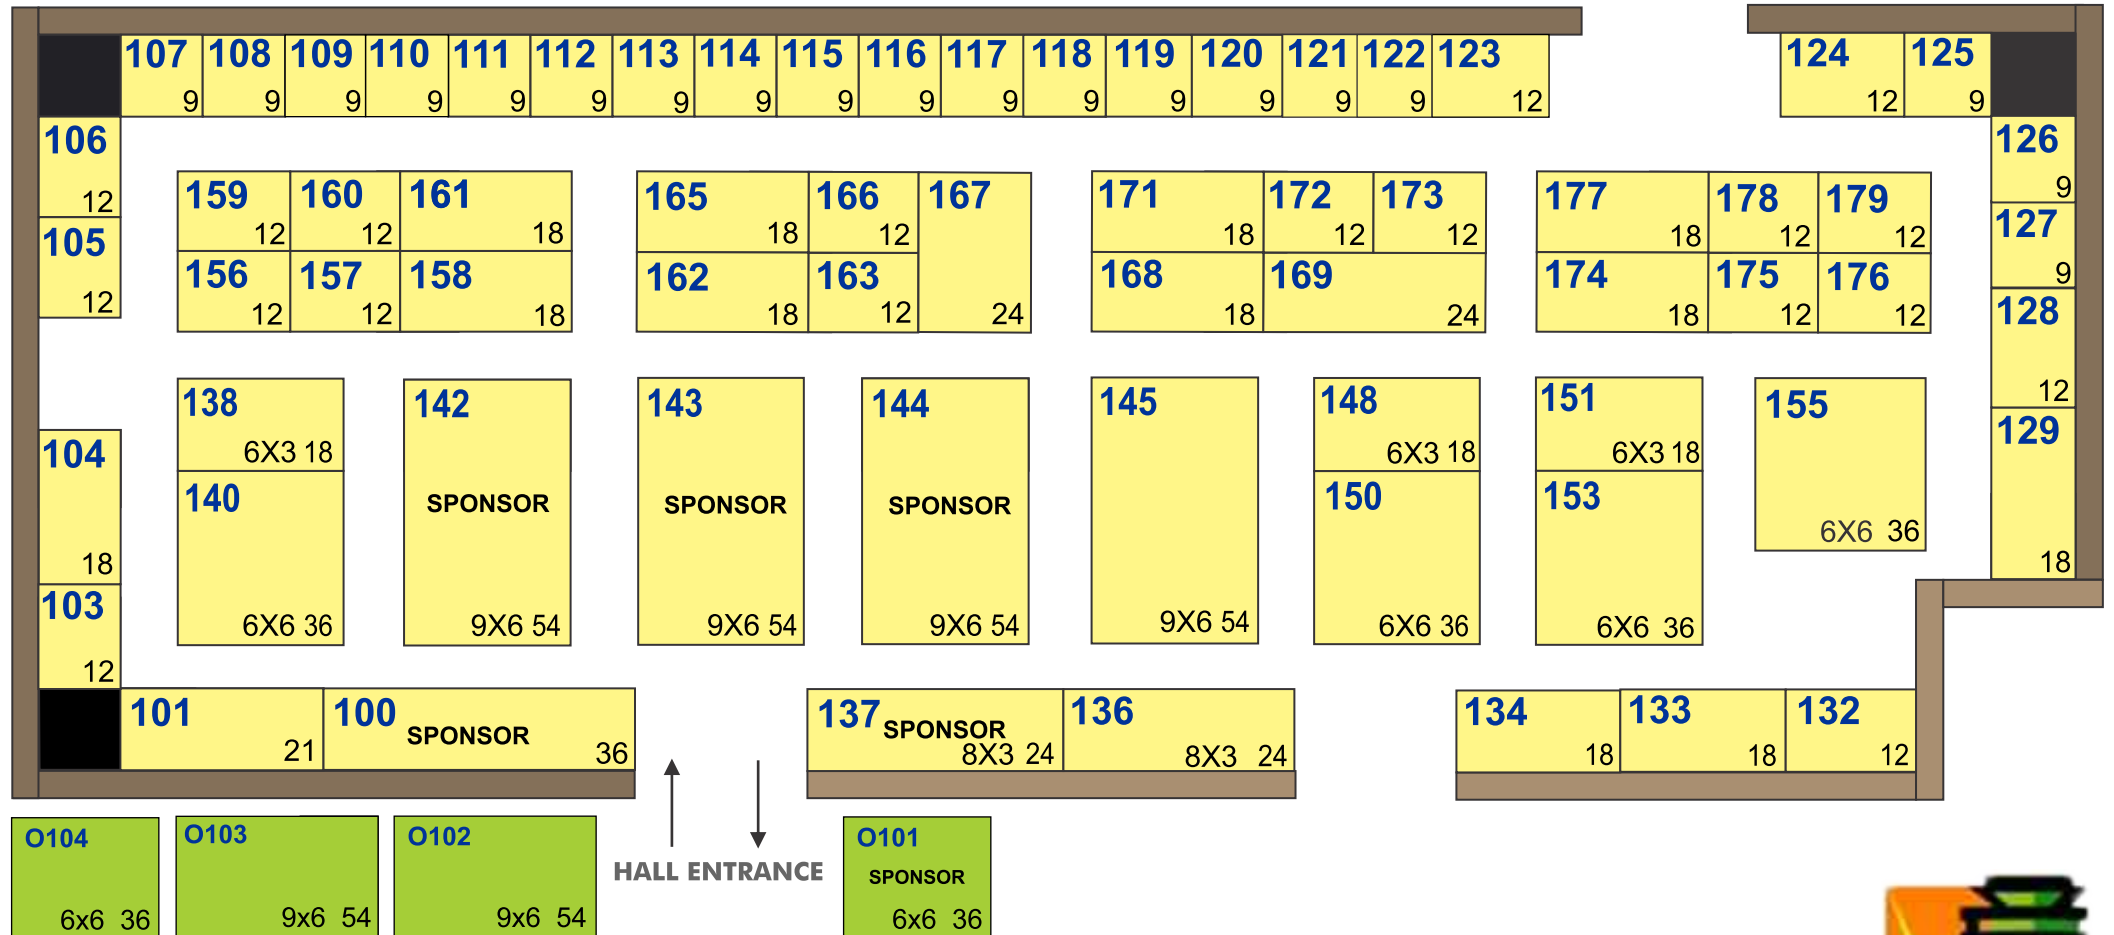 107 108 109 110 111 112 113 114 115 116 117 118 119 120 121 122 123 124 125
9 9 9 9 9 9 9 9 9 9 9 9 9 9 9 9 12 12 9
106 126
12 9
105 127
12 9
159 160 161 165 166 167 171 172 173 177 178 179
12 12 18 18 12 18 12 12 18 12 12
156 157 158 162 163 168 169 174 175 176
12 12 18 18 12 24 18 24 18 12 12
128
12
138 142 143 144 145 148 151 155
6X3 18 6X3 18 6X3 18
104 129
18 18
140 150 153
SPONSOR SPONSOR SPONSOR
6X6 36
6X6 36 9X6 54 9X6 54 9X6 54 9X6 54 6X6 36 6X6 36
103
12
101 100 137 136 134 133 132
SPONSOR SPONSOR
21 36 8X3 24 8X3 24 18 18 12
HALL ENTRANCE
O104 O103 O102 O101
SPONSOR
6x6 36 9x6 54 9x6 54 6x6 36